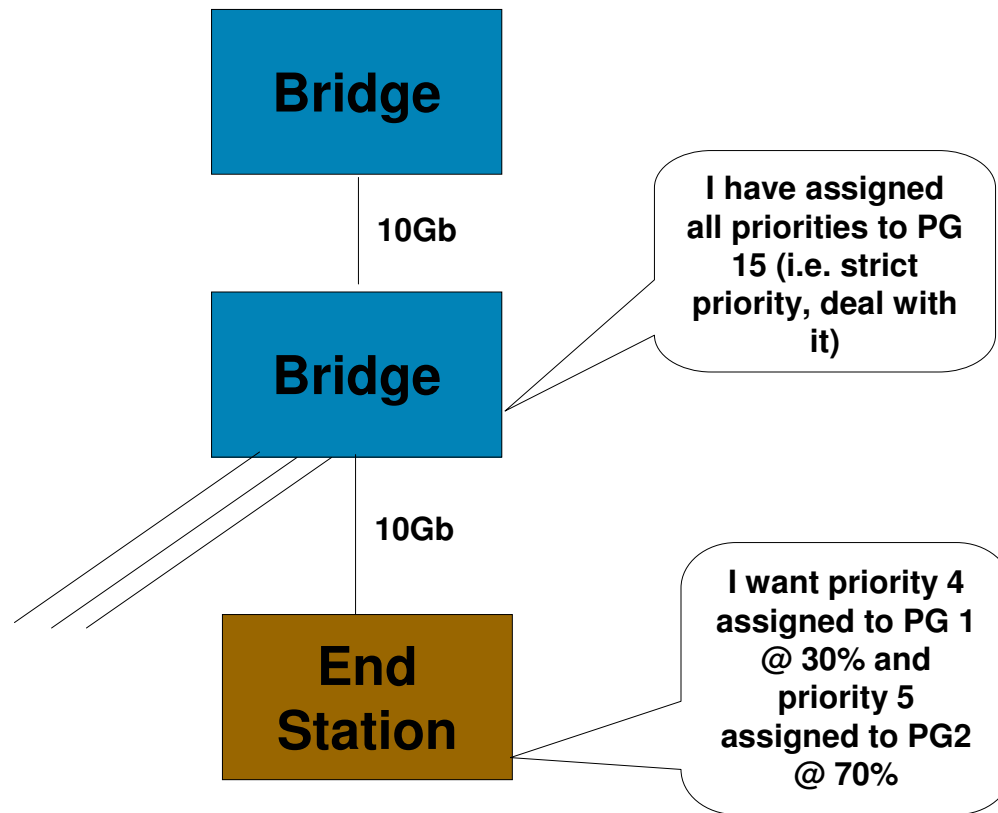 Bridge
10Gb
I have assigned
all priorities to PG
15 (i.e. strict
priority, deal with
it)
Bridge
10Gb
I want priority 4
assigned to PG 1
@ 30% and
priority 5
assigned to PG2
@ 70%
End
Station